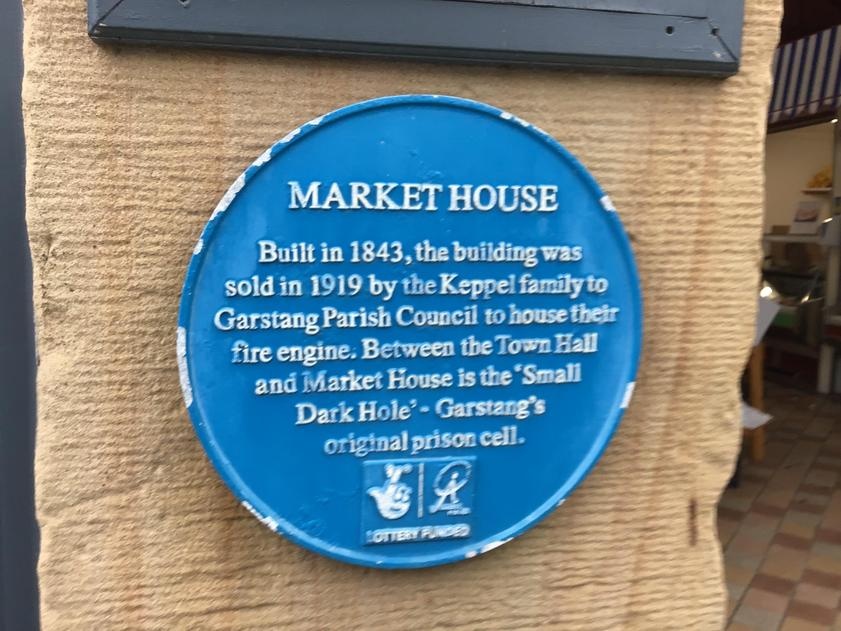 MARKET HOUSE
Built in 1843, the building was
sold in 1919 by the Keppel family to
Garstang Parish Council to house their
fire engine. Between the Town Hall
and Market House is the 'Small
Dark Hole' - Garstang's
original prison cell.
LOTTERY FUNDED